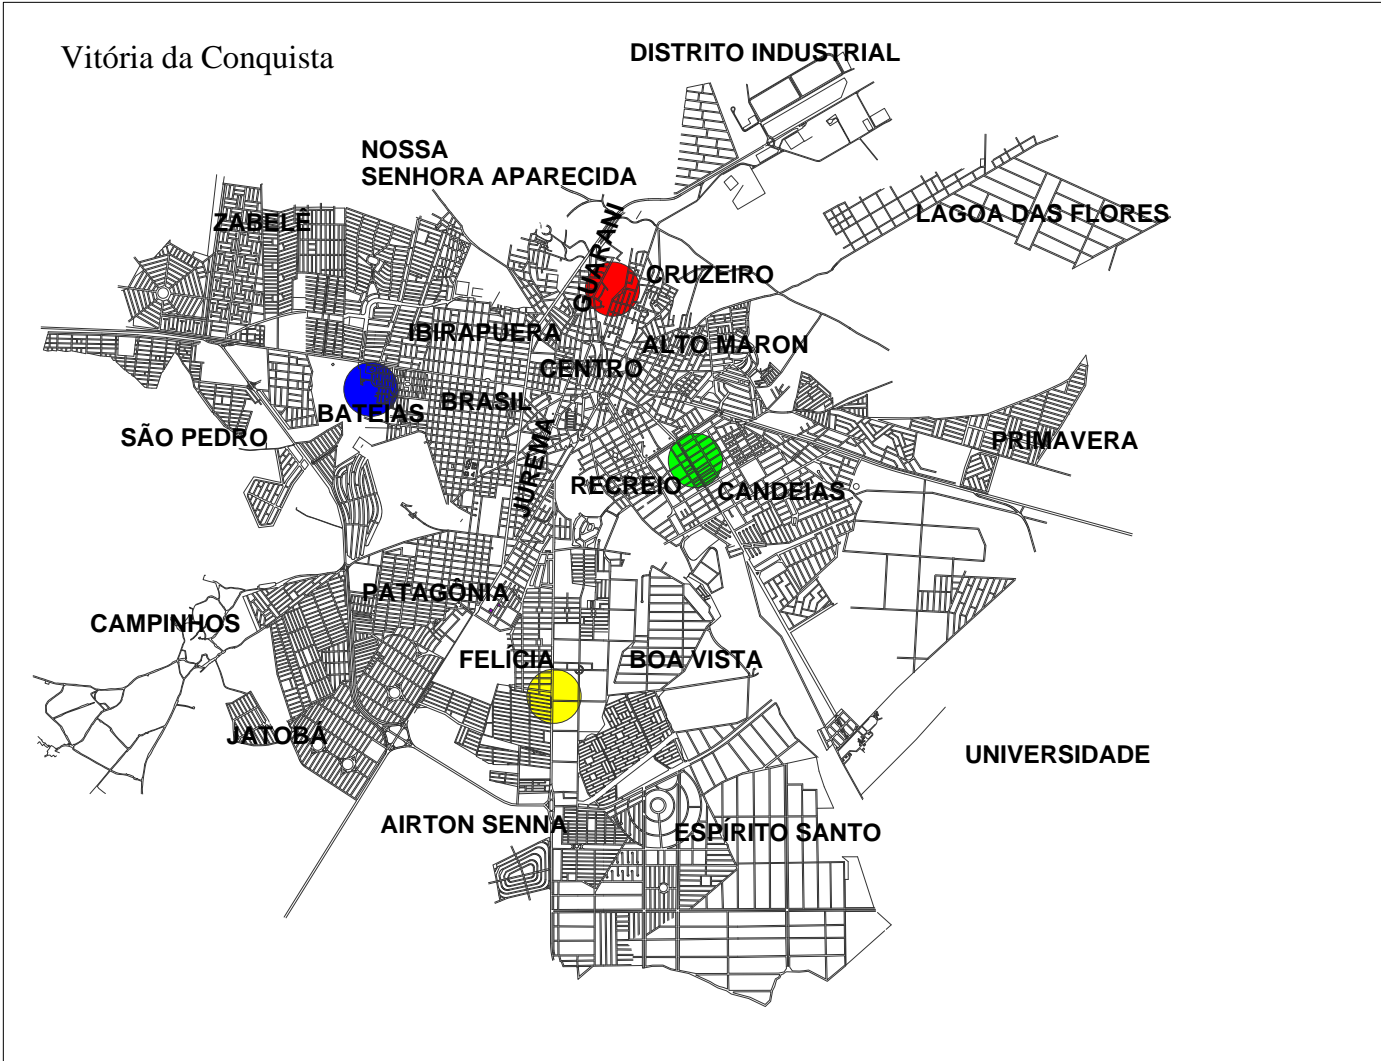 Vitória da Conquista
DISTRITO INDUSTRIAL
NOSSA
SENHORA APARECIDA
ZABELÊ
LAGOA DAS FLORES
GUARANÍ
CRUZEIRO
IBIRAPUERA
ALTO MARON
CENTRO
BATEIAS
BRASIL
SÃO PEDRO
PRIMAVERA
JUREMA
RECREIO
CANDEIAS
PATAGÔNIA
CAMPINHOS
FELÍCIA
BOA VISTA
JATOBÁ
UNIVERSIDADE
AIRTON SENNA
ESPÍRITO SANTO